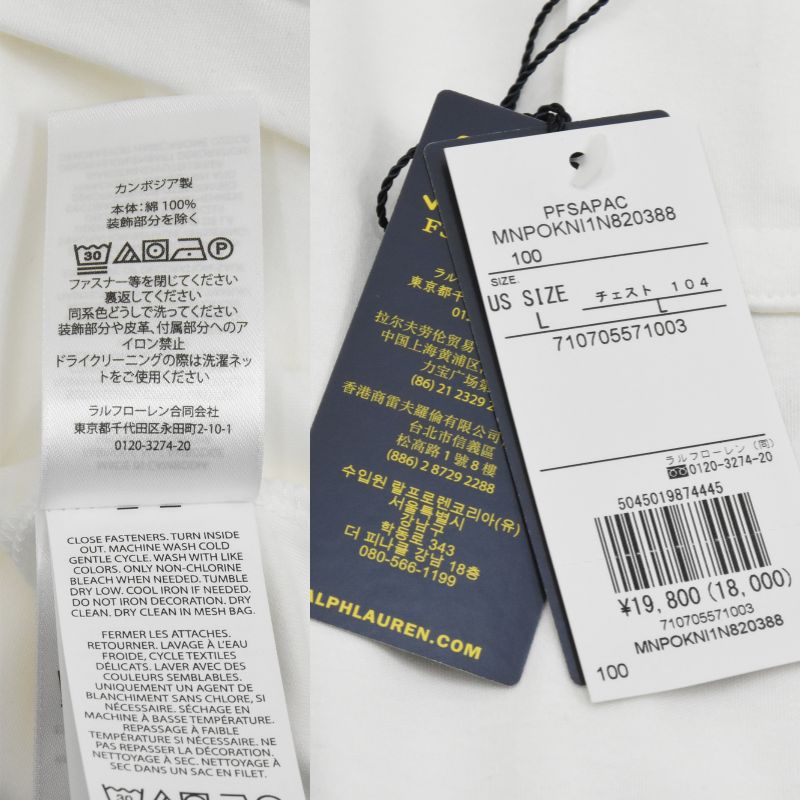 カンボジア製
本体：綿 100%
装飾部分を除く
30
P
ファスナー等を閉じてください
裏返してください
同系色どうしで洗ってください
装飾部分や皮革、付属部分へのア
イロン禁止
ドライクリーニングの際は洗濯ネッ
トをご使用ください
ラルフローレン合同会社
東京都千代田区永田町2-10-1
0120-3274-20
CLOSE FASTENERS. TURN INSIDE
OUT. MACHINE WASH COLD
GENTLE CYCLE. WASH WITH LIKE
COLORS. ONLY NON-CHLORINE
BLEACH WHEN NEEDED. TUMBLE
DRY LOW. COOL IRON IF NEEDED.
DO NOT IRON DECORATION. DRY
CLEAN. DRY CLEAN IN MESH BAG.
FERMER LES ATTACHES.
RETOURNER. LAVAGE À L'EAU
FROIDE, CYCLE TEXTILES
DÉLICATS. LAVER AVEC DES
COULEURS SEMBLABLES.
UNIQUEMENT UN AGENT DE
BLANCHIMENT SANS CHLORE, SI
NÉCESSAIRE. SÉCHAGE EN
MACHINE À BASSE TEMPÉRATURE.
REPASSAGE À FAIBLE
TEMPÉRATURE SI NÉCESSAIRE.
NE PAS REPASSER LA DÉCORATION.
NETTOYAGE À SEC. NETTOYAGE À
SEC DANS UN SAC EN FILET.
30
ラルフローレ
東京都千
012
拉尔夫劳伦贸易
中国上海黄浦区
力宝广场第
(86) 21 2329 2
香港商雷夫羅倫有限公司
台北市信義區
松高路 1 號 8 樓
(886) 2 8729 2288
수입원 랄프로렌코리아(유)
서울특별시
강남구
학동로 343
더 피나클 강남 18층
080-566-1199
ALPHLAUREN.COM
PFSAPAC
MNPOKNI1N820388
100
SIZE.
US SIZE チェスト 104
L L
710705571003
ラルフローレン（同）
0120-3274-20
5045019874445
¥19,800(18,000)
710705571003
MNPOKNI1N820388
100